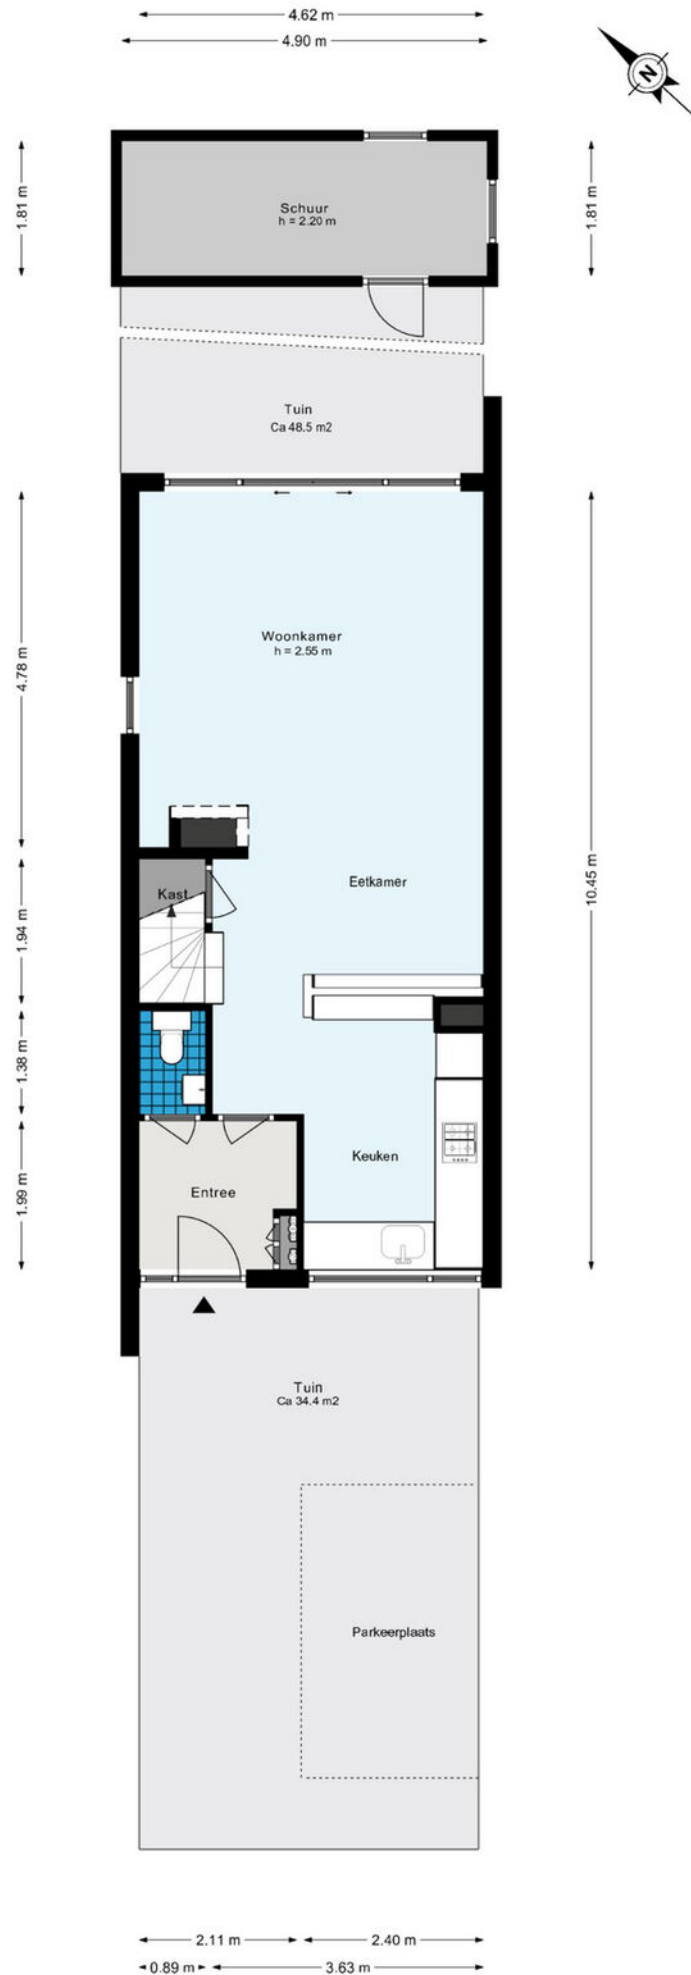 4.62 m
4.90 m
N
1.81 m
Schuur
h = 2.20 m
1.81 m
Tuin
Ca 48.5 m2
Woonkamer
h = 2.55 m
4.78 m
Eetkamer
10.45 m
Kast
1.94 m
1.38 m
Keuken
Entree
1.99 m
Tuin
Ca 34.4 m2
Parkeerplaats
2.11 m
2.40 m
0.89 m
3.63 m